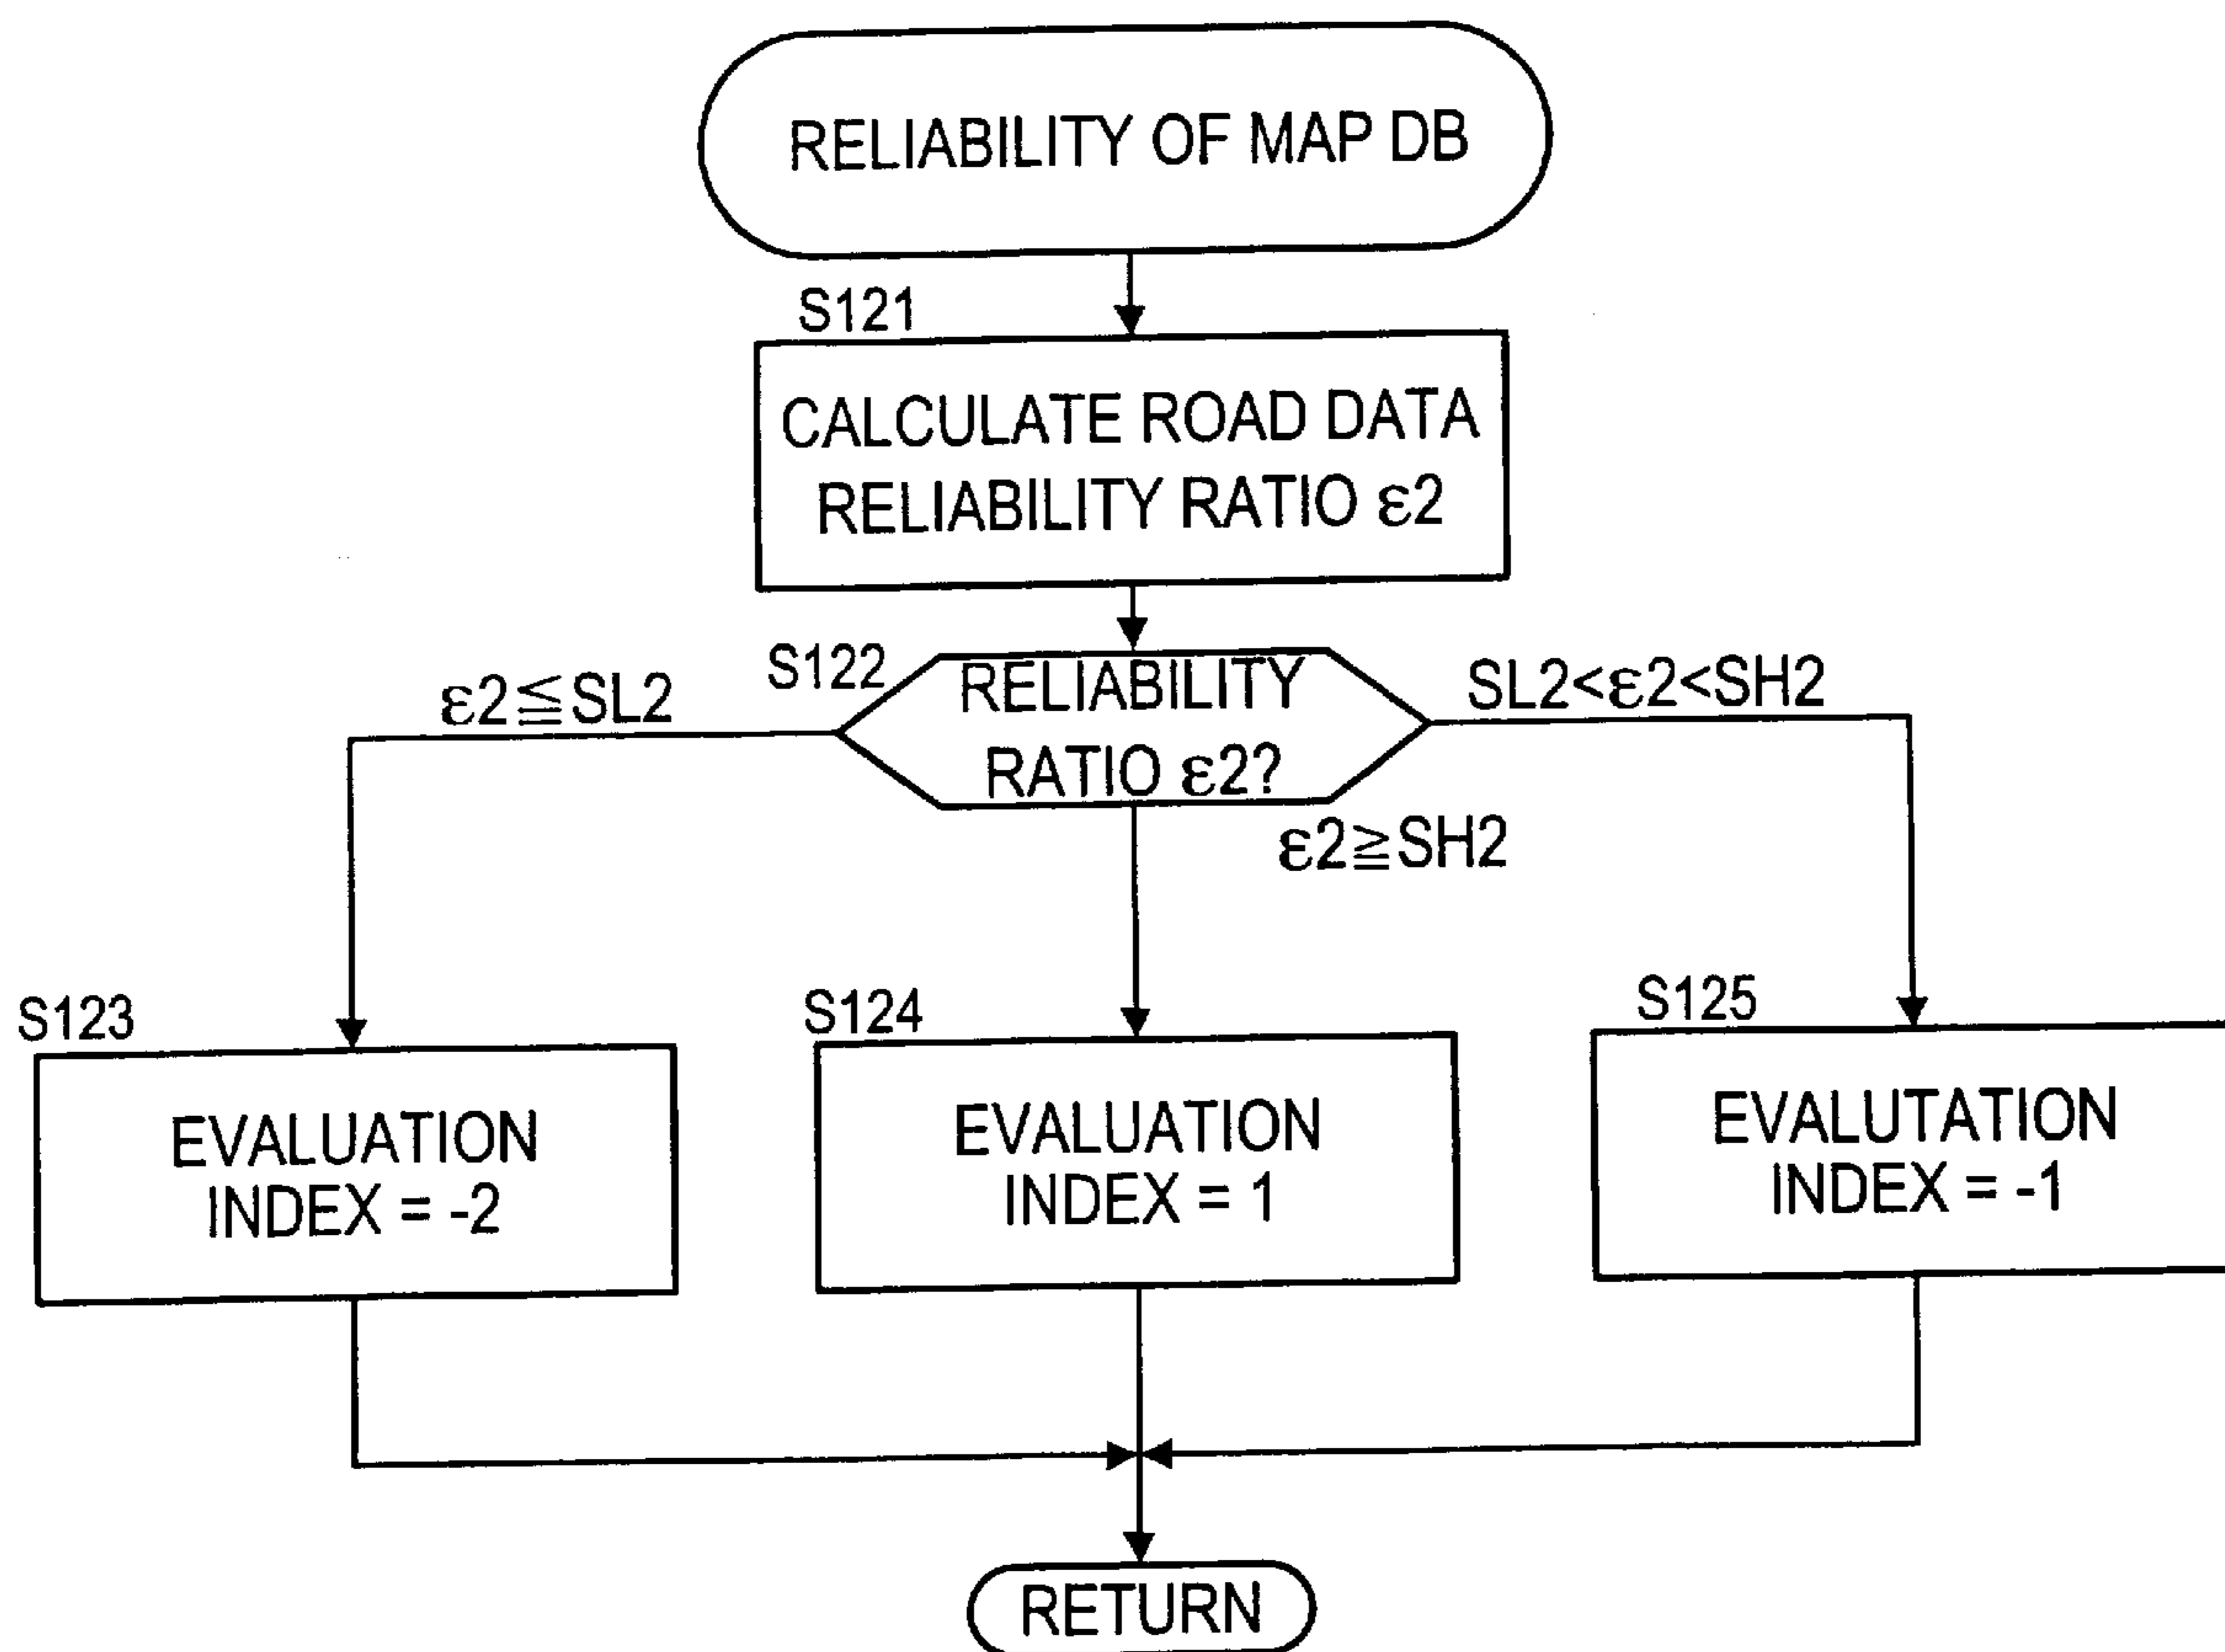 RELIABILITY OF MAP DB
S121
CALCULATE ROAD DATA
RELIABILITY RATIO ε2
S122
RELIABILITY
RATIO ε2?
ε2≦SL2
SL2<ε2<SH2
ε2≧SH2
S123
EVALUATION
INDEX = -2
S124
EVALUATION
INDEX = 1
S125
EVALUTATION
INDEX = -1
RETURN